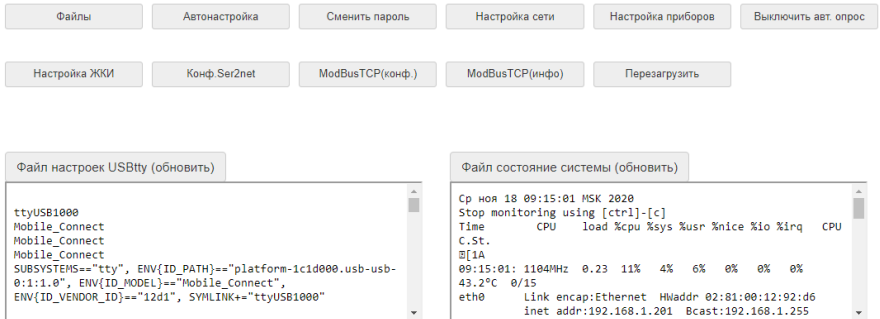 Файлы
Автонастройка
Сменить пароль
Настройка сети
Настройка приборов
Выключить авт. опрос
Настройка ЖКИ
Конф.Ser2net
ModBusTCP(конф.)
ModBusTCP(инфо)
Перезагрузить
Файл настроек USBtty (обновить)
ttyUSB1000
Mobile_Connect
Mobile_Connect
Mobile_Connect
SUBSYSTEMS=="tty", ENV{ID_PATH}=="platform-1c1d000.usb-usb-
0:1:1.0", ENV{ID_MODEL}=="Mobile_Connect",
ENV{ID_VENDOR_ID}=="12d1", SYMLINK+="ttyUSB1000"
Файл состояние системы (обновить)
Ср ноя 18 09:15:01 MSK 2020
Stop monitoring using [ctrl]-[c]
Time CPU load %cpu %sys %usr %nice %io %irq CPU
C.St.
[1A
09:15:01: 1104MHz 0.23 11% 4% 6% 0% 0% 0%
43.2°C 0/15
eth0 Link encap:Ethernet HWaddr 02:81:00:12:92:d6
inet addr:192.168.1.201 Bcast:192.168.1.255